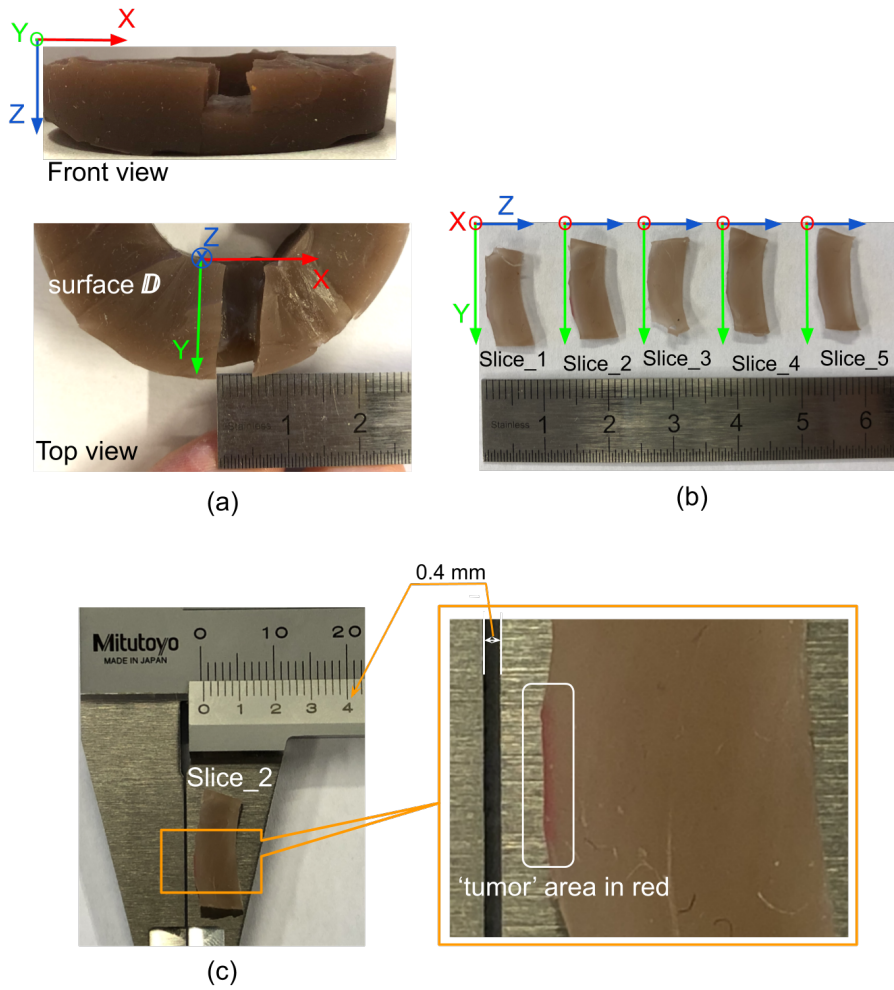 Y X
Z
Front view
Z
surface 𝔻
X
Y
1 2
Top view
(a)
X Z
Y
Slice_1 Slice_2 Slice_3 Slice_4 Slice_5
Stainless 1 2 3 4 5 6
(b)
0.4 mm
Mitutoyo
MADE IN JAPAN
0 10 20
0 1 2 3 4
Slice_2
'tumor' area in red
(c)